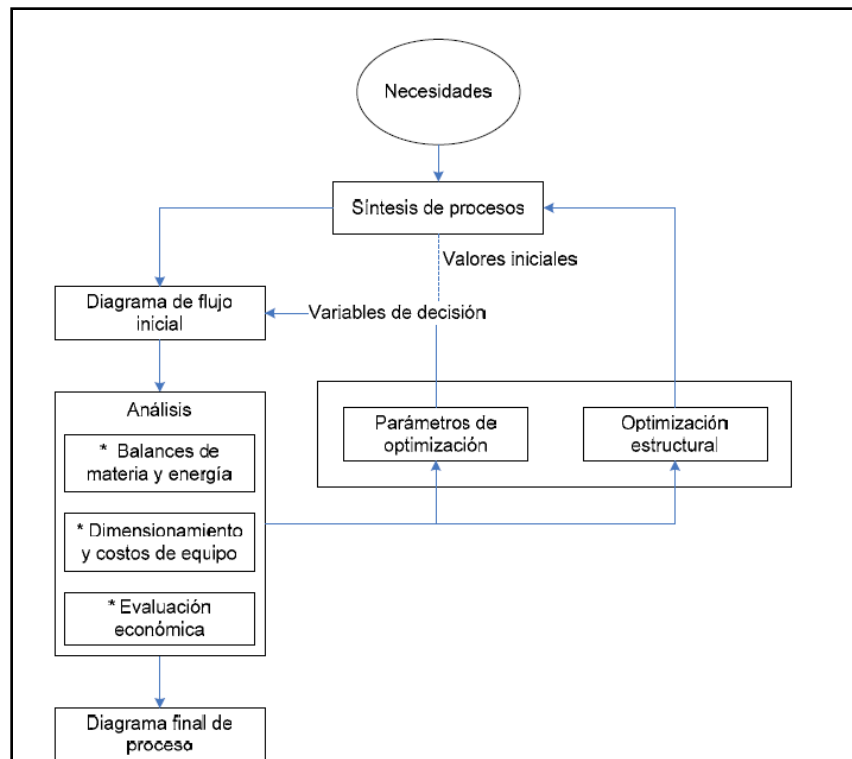 Necesidades
Síntesis de procesos
Valores iniciales
Diagrama de flujo
inicial
Variables de decisión
Análisis
* Balances de
materia y energía
* Dimensionamiento
y costos de equipo
* Evaluación
económica
Parámetros de
optimización
Optimización
estructural
Diagrama final de
proceso